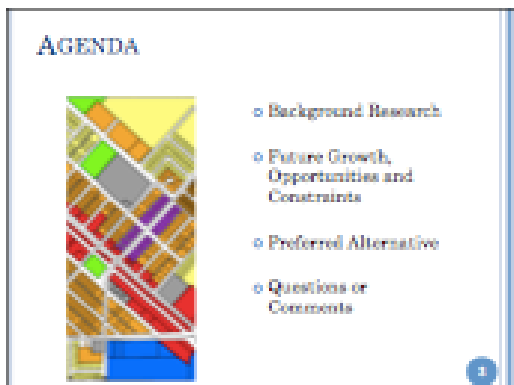 AGENDA
Background Research
Future Growth,
Opportunities and
Constraints
Preferred Alternative
Questions or
Comments